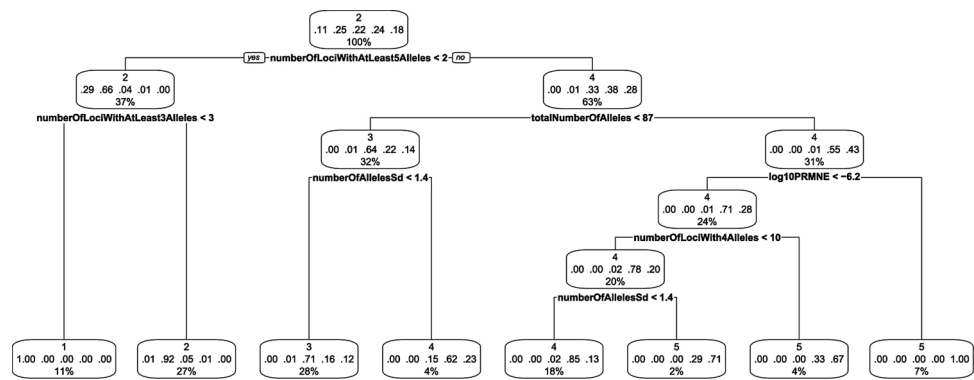 2
.11 .25 .22 .24 .18
100%
yes numberOfLociWithAtLeast5Alleles < 2 no
2
.29 .66 .04 .01 .00
37%
4
.00 .01 .33 .38 .28
63%
numberOfLociWithAtLeast3Alleles < 3
totalNumberOfAlleles < 87
3
.00 .01 .64 .22 .14
32%
4
.00 .00 .01 .55 .43
31%
numberOfAllelesSd < 1.4
log10PRMNE < −6.2
4
.00 .00 .01 .71 .28
24%
numberOfLociWith4Alleles < 10
4
.00 .00 .02 .78 .20
20%
numberOfAllelesSd < 1.4
1
1.00 .00 .00 .00 .00
11%
2
.01 .92 .05 .01 .00
27%
3
.00 .01 .71 .16 .12
28%
4
.00 .00 .15 .62 .23
4%
4
.00 .00 .02 .85 .13
18%
5
.00 .00 .00 .29 .71
2%
5
.00 .00 .00 .33 .67
4%
5
.00 .00 .00 .00 1.00
7%